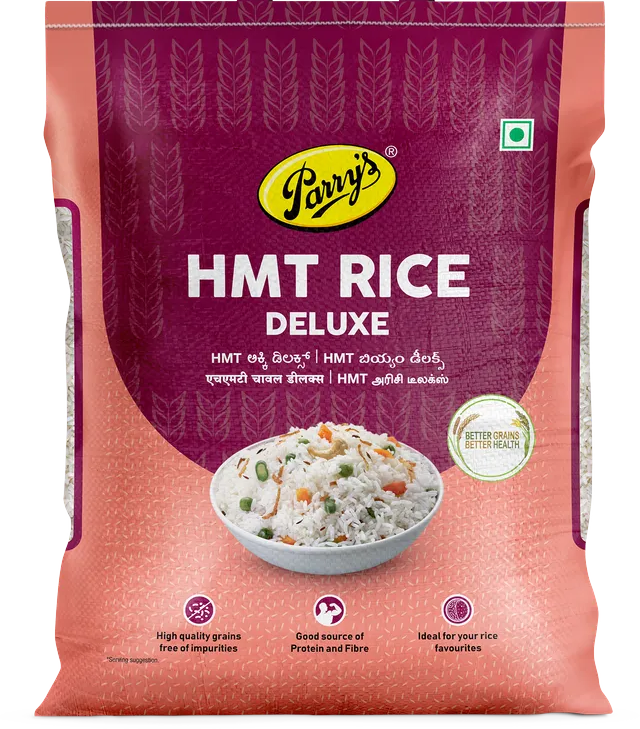 Parry's®
HMT RICE
DELUXE
HMT ಅಕ್ಕಿ ಡಿಲಕ್ಸ್ | HMT బియ్యం డీలక్స్
एचएमटी चावल डीलक्स | HMT அரிசி டீலக்ஸ்
BETTER GRAINS
BETTER HEALTH
High quality grains
free of impurities
Good source of
Protein and Fibre
Ideal for your rice
favourites
*Serving suggestion